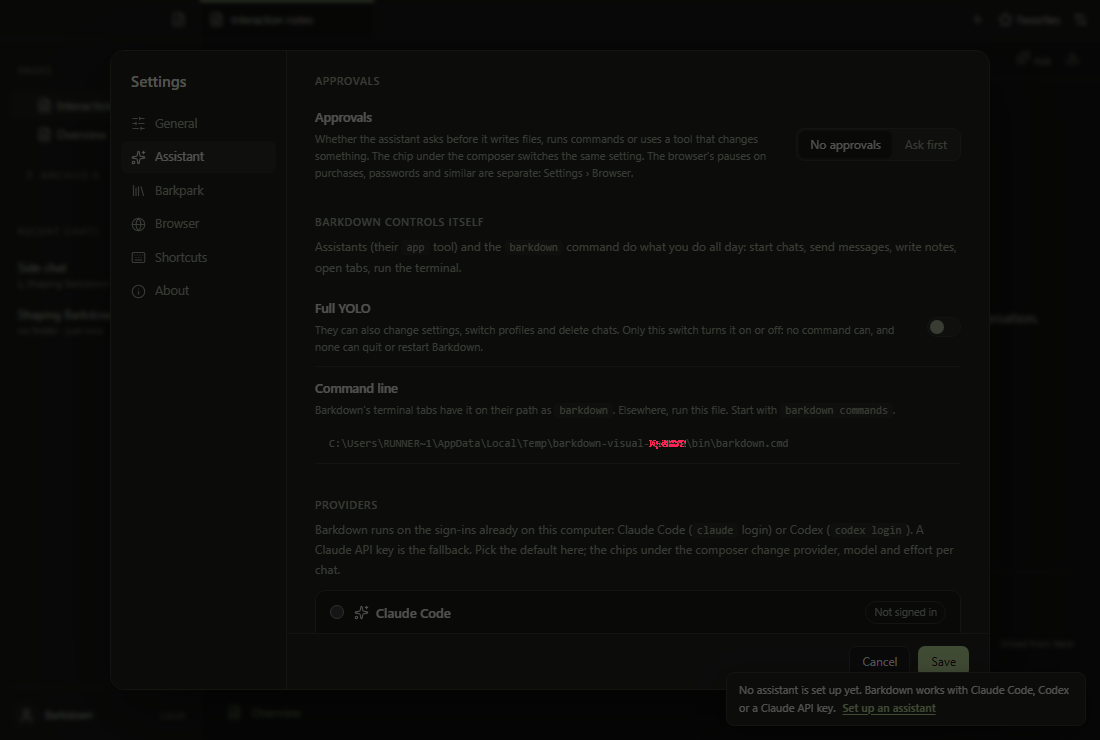 Interaction notes
Favorites
Settings
General
Assistant
Barkpark
Browser
Shortcuts
About
APPROVALS
Approvals
Whether the assistant asks before it writes files, runs commands or uses a tool that changes
something. The chip under the composer switches the same setting. The browser's pauses on
purchases, passwords and similar are separate: Settings › Browser.
No approvals
Ask first
BARKDOWN CONTROLS ITSELF
Assistants (their app tool) and the barkdown command do what you do all day: start chats, send messages, write notes,
open tabs, run the terminal.
Full YOLO
They can also change settings, switch profiles and delete chats. Only this switch turns it on or off: no command can, and
none can quit or restart Barkdown.
Command line
Barkdown's terminal tabs have it on their path as barkdown. Elsewhere, run this file. Start with barkdown commands.
C:\Users\RUNNER~1\AppData\Local\Temp\barkdown-visual-\bin\barkdown.cmd
PROVIDERS
Barkdown runs on the sign-ins already on this computer: Claude Code (claude login) or Codex (codex login). A
Claude API key is the fallback. Pick the default here; the chips under the composer change provider, model and effort per
chat.
Claude Code
Not signed in
Cancel
Save
No assistant is set up yet. Barkdown works with Claude Code, Codex
or a Claude API key. Set up an assistant
Side chat
Overview
Barkdown
Overview